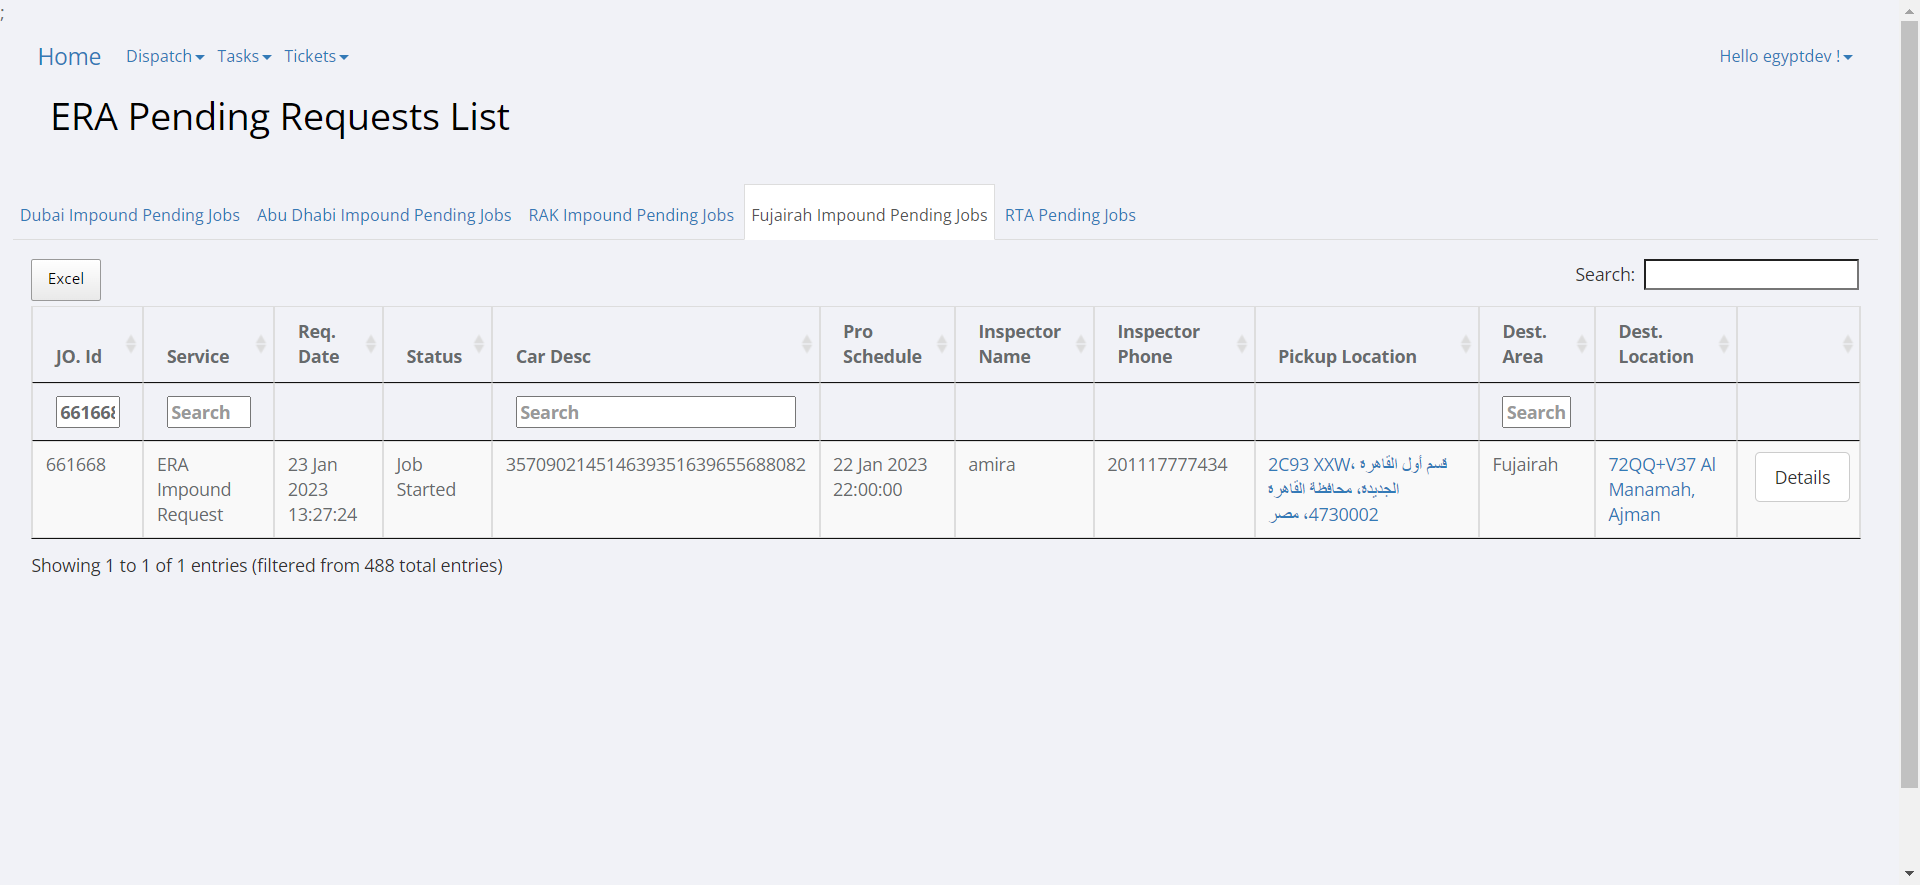 ;
Home Dispatch Tasks Tickets Hello egyptdev !
ERA Pending Requests List
Dubai Impound Pending Jobs Abu Dhabi Impound Pending Jobs RAK Impound Pending Jobs Fujairah Impound Pending Jobs RTA Pending Jobs
Excel Search:
JO. Id Service Req. Date Status Car Desc Pro Schedule Inspector Name Inspector Phone Pickup Location Dest. Area Dest. Location
661668 Search Search Search
661668
ERA
Impound
Request
23 Jan
2023
13:27:24
Job
Started
357090214514639351639655688082
22 Jan 2023
22:00:00
amira
201117777434
2C93 XXW، قسم أول القاهرة
الجديدة، محافظة القاهرة
4730002، مصر
Fujairah
72QQ+V37 Al
Manamah,
Ajman
Details
Showing 1 to 1 of 1 entries (filtered from 488 total entries)